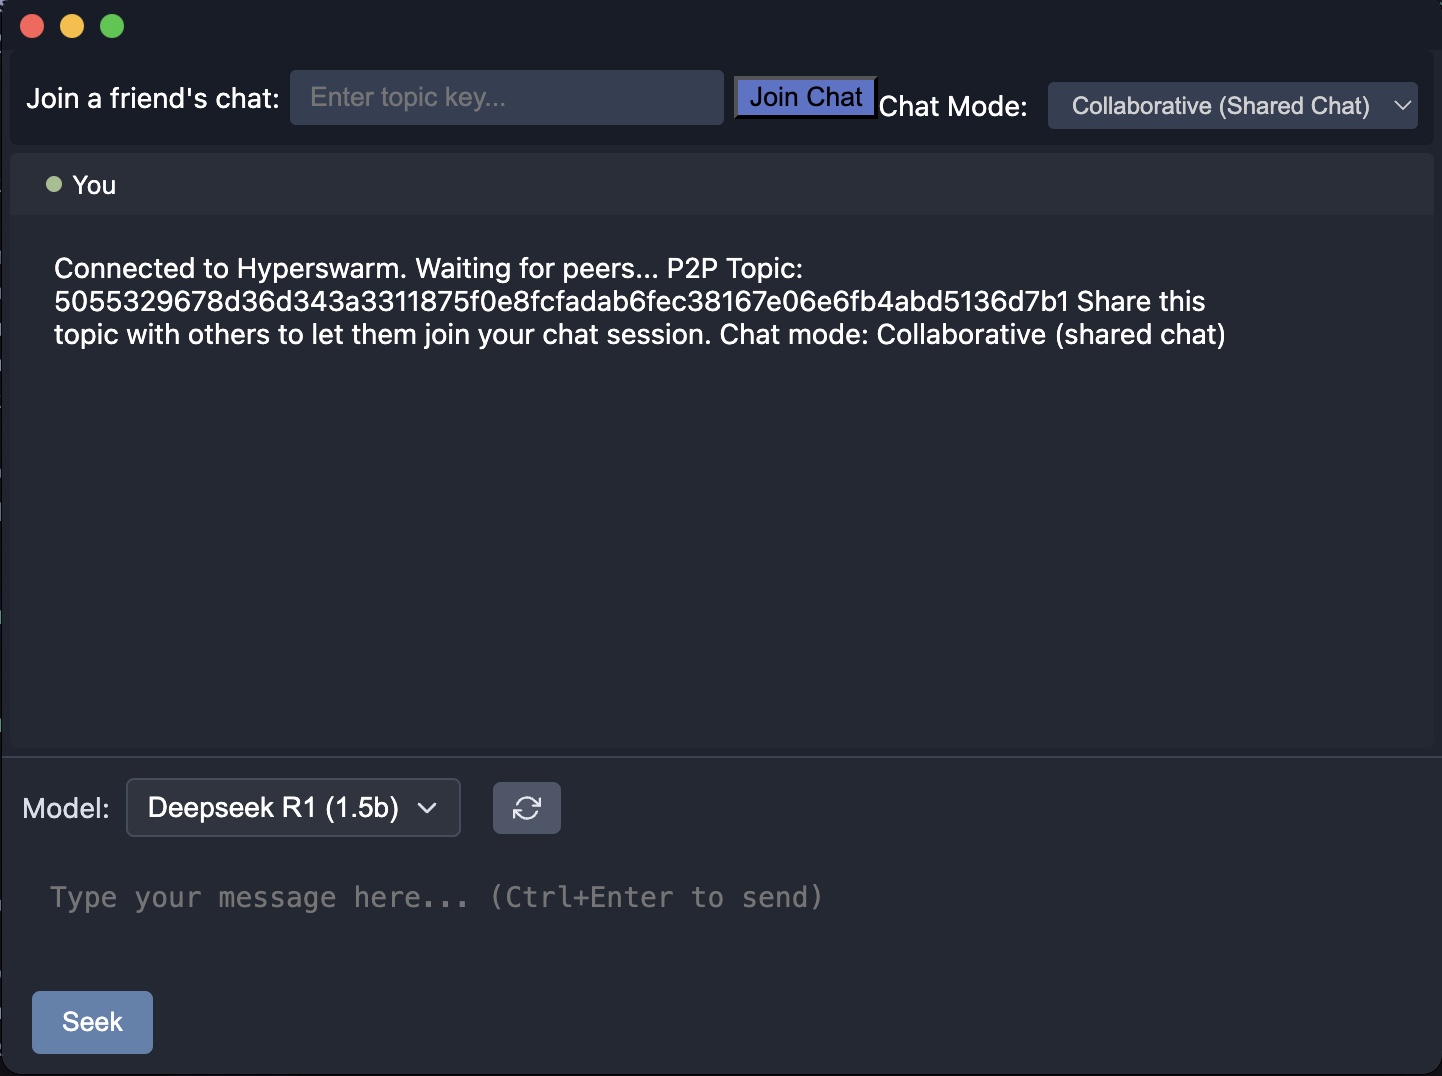 Join a friend's chat: Enter topic key... Join Chat Chat Mode: Collaborative (Shared Chat)
You
Connected to Hyperswarm. Waiting for peers... P2P Topic:
5055329678d36d343a3311875f0e8fcfadab6fec38167e06e6fb4abd5136d7b1 Share this
topic with others to let them join your chat session. Chat mode: Collaborative (shared chat)
Model: Deepseek R1 (1.5b)
Type your message here... (Ctrl+Enter to send)
Seek